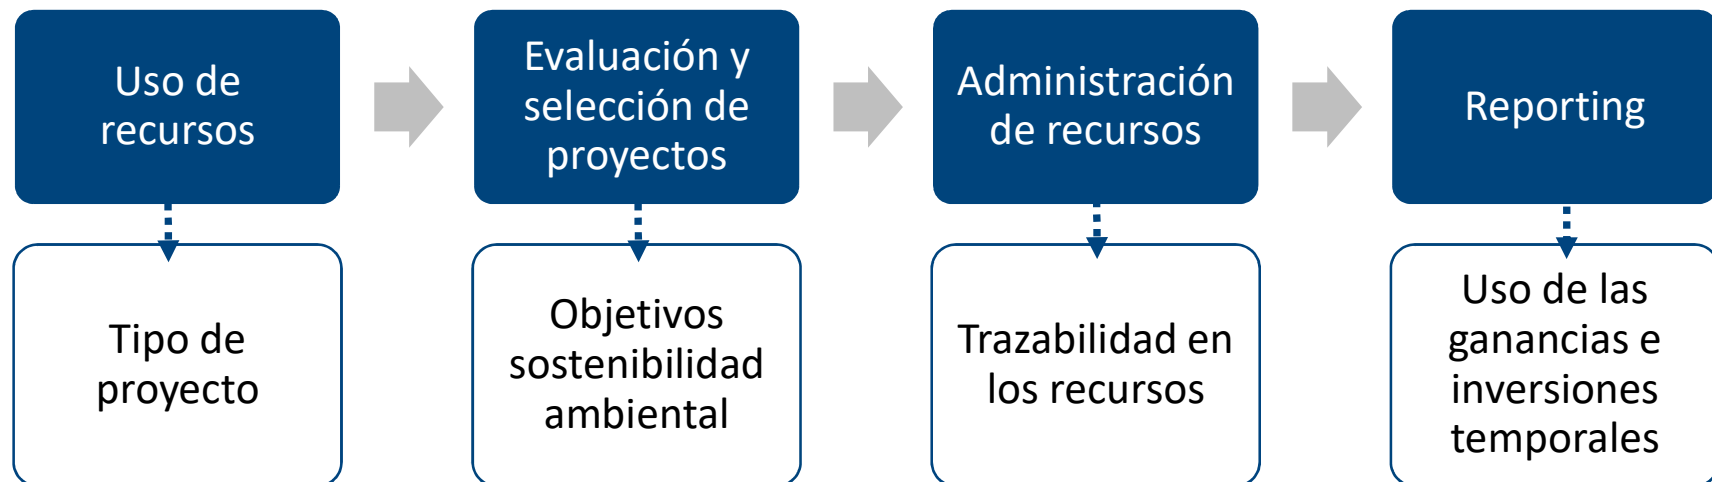 Uso de
recursos
Evaluación y
selección de
proyectos
Administración
de recursos
Reporting
Tipo de
proyecto
Objetivos
sostenibilidad
ambiental
Trazabilidad en
los recursos
Uso de las
ganancias e
inversiones
temporales